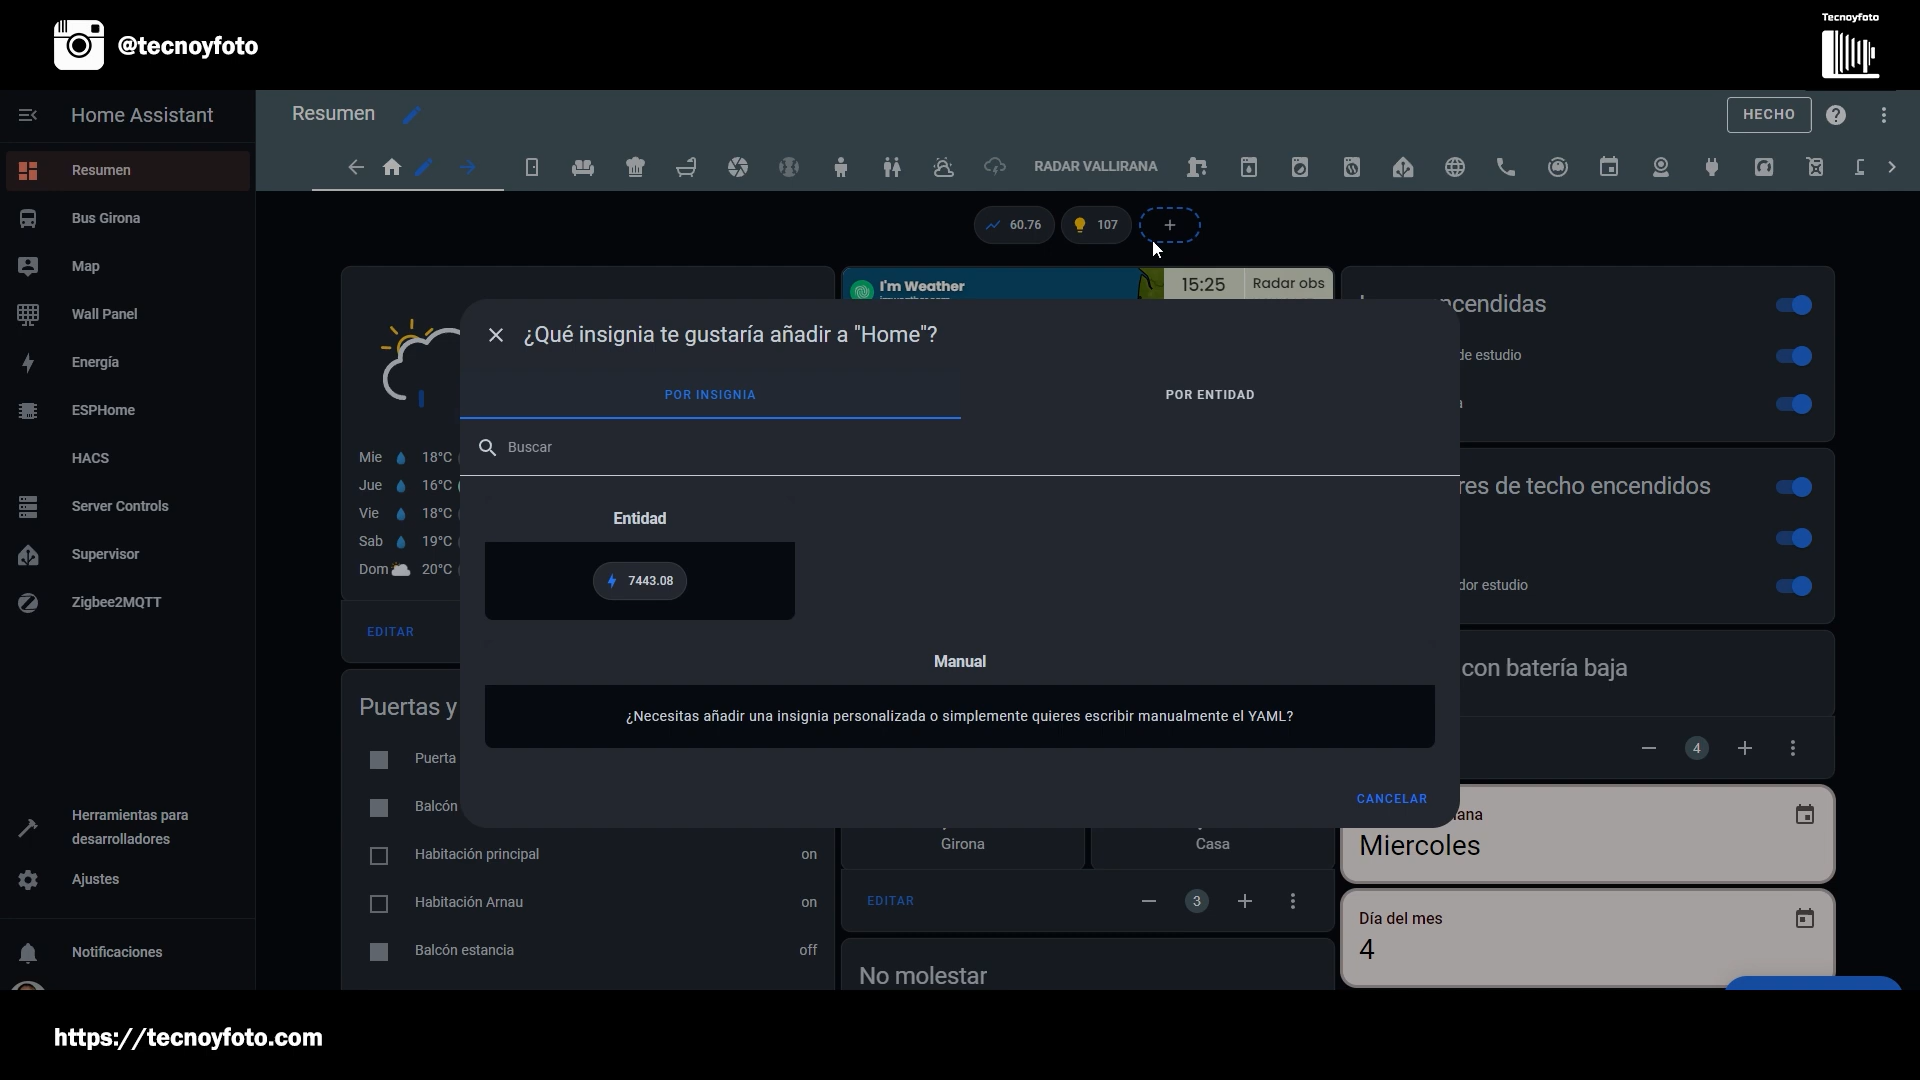 @tecnoyfoto
Tecnoyfoto
Home Assistant
Resumen
HECHO
RADAR VALLIRANA
Resumen
Bus Girona
Map
Wall Panel
Energía
ESPHome
HACS
Server Controls
Supervisor
Zigbee2MQTT
Herramientas para
desarrolladores
Ajustes
Notificaciones
60.76
107
I'm Weather
15:25
Radar obs
encendidas
de estudio
¿Qué insignia te gustaría añadir a "Home"?
POR INSIGNIA
POR ENTIDAD
Buscar
Entidad
7443.08
Manual
¿Necesitas añadir una insignia personalizada o simplemente quieres escribir manualmente el YAML?
CANCELAR
Mie 18°C
Jue 16°C
Vie 18°C
Sab 19°C
Dom 20°C
EDITAR
Puertas y
Puerta
Balcón
Habitación principal on
Habitación Arnau on
Balcón estancia off
Girona
Casa
EDITAR
3
No molestar
res de techo encendidos
dor estudio
con batería baja
4
ana
Miercoles
Día del mes
4
https://tecnoyfoto.com